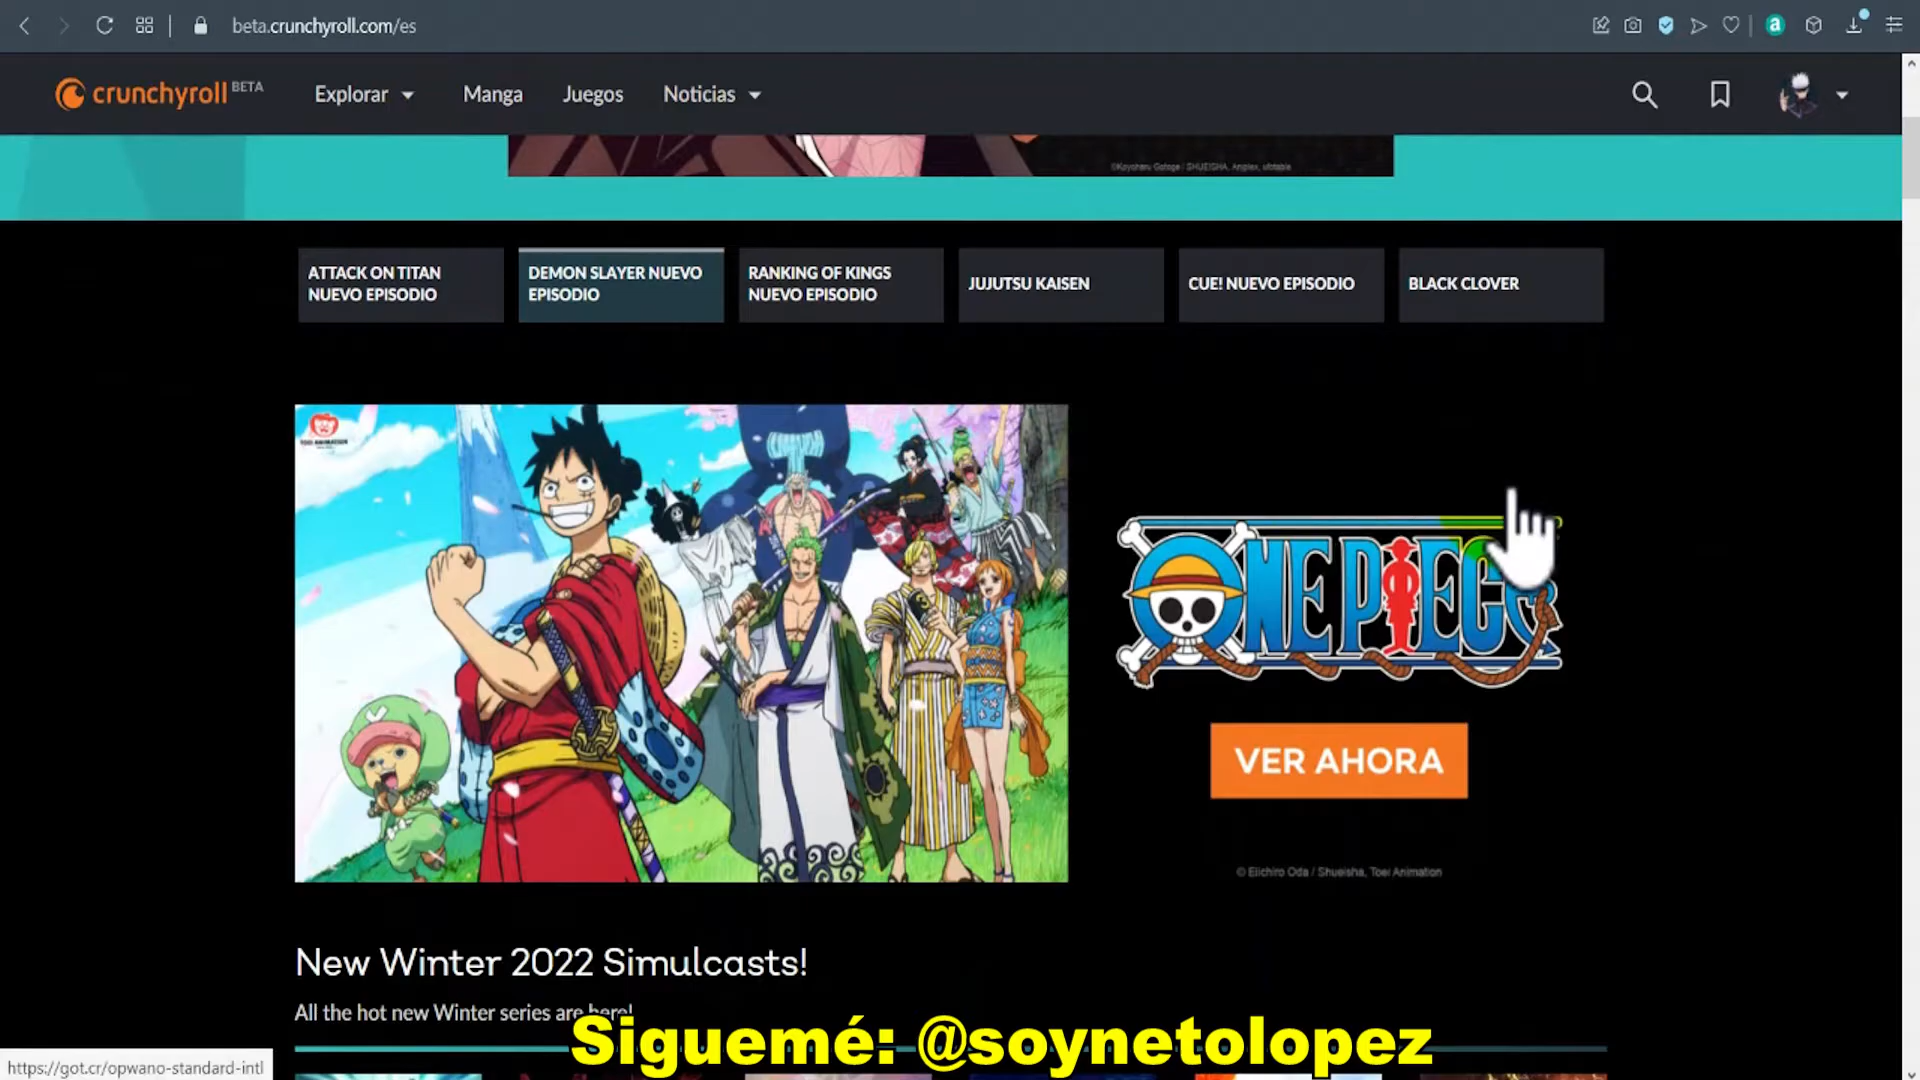 beta.crunchyroll.com/es
crunchyroll BETA
Explorar
Manga
Juegos
Noticias
©Koyoharu Gotoge / SHUEISHA, Aniplex, ufotable
ATTACK ON TITAN
NUEVO EPISODIO
DEMON SLAYER NUEVO
EPISODIO
RANKING OF KINGS
NUEVO EPISODIO
JUJUTSU KAISEN
CUE! NUEVO EPISODIO
BLACK CLOVER
TOEI ANIMATION
ONE PIECE
VER AHORA
© Eiichiro Oda / Shueisha, Toei Animation
New Winter 2022 Simulcasts!
All the hot new Winter series are here!
Siguemé: @soynetolopez
https://got.cr/opwano-standard-intl